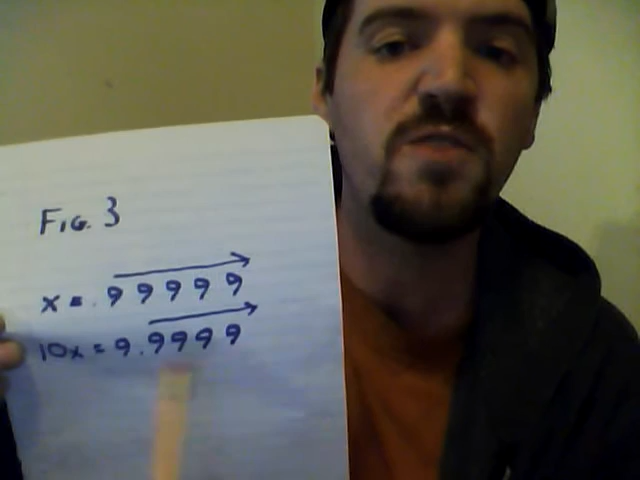 FIG. 3
x = .99999
10x = 9.9999